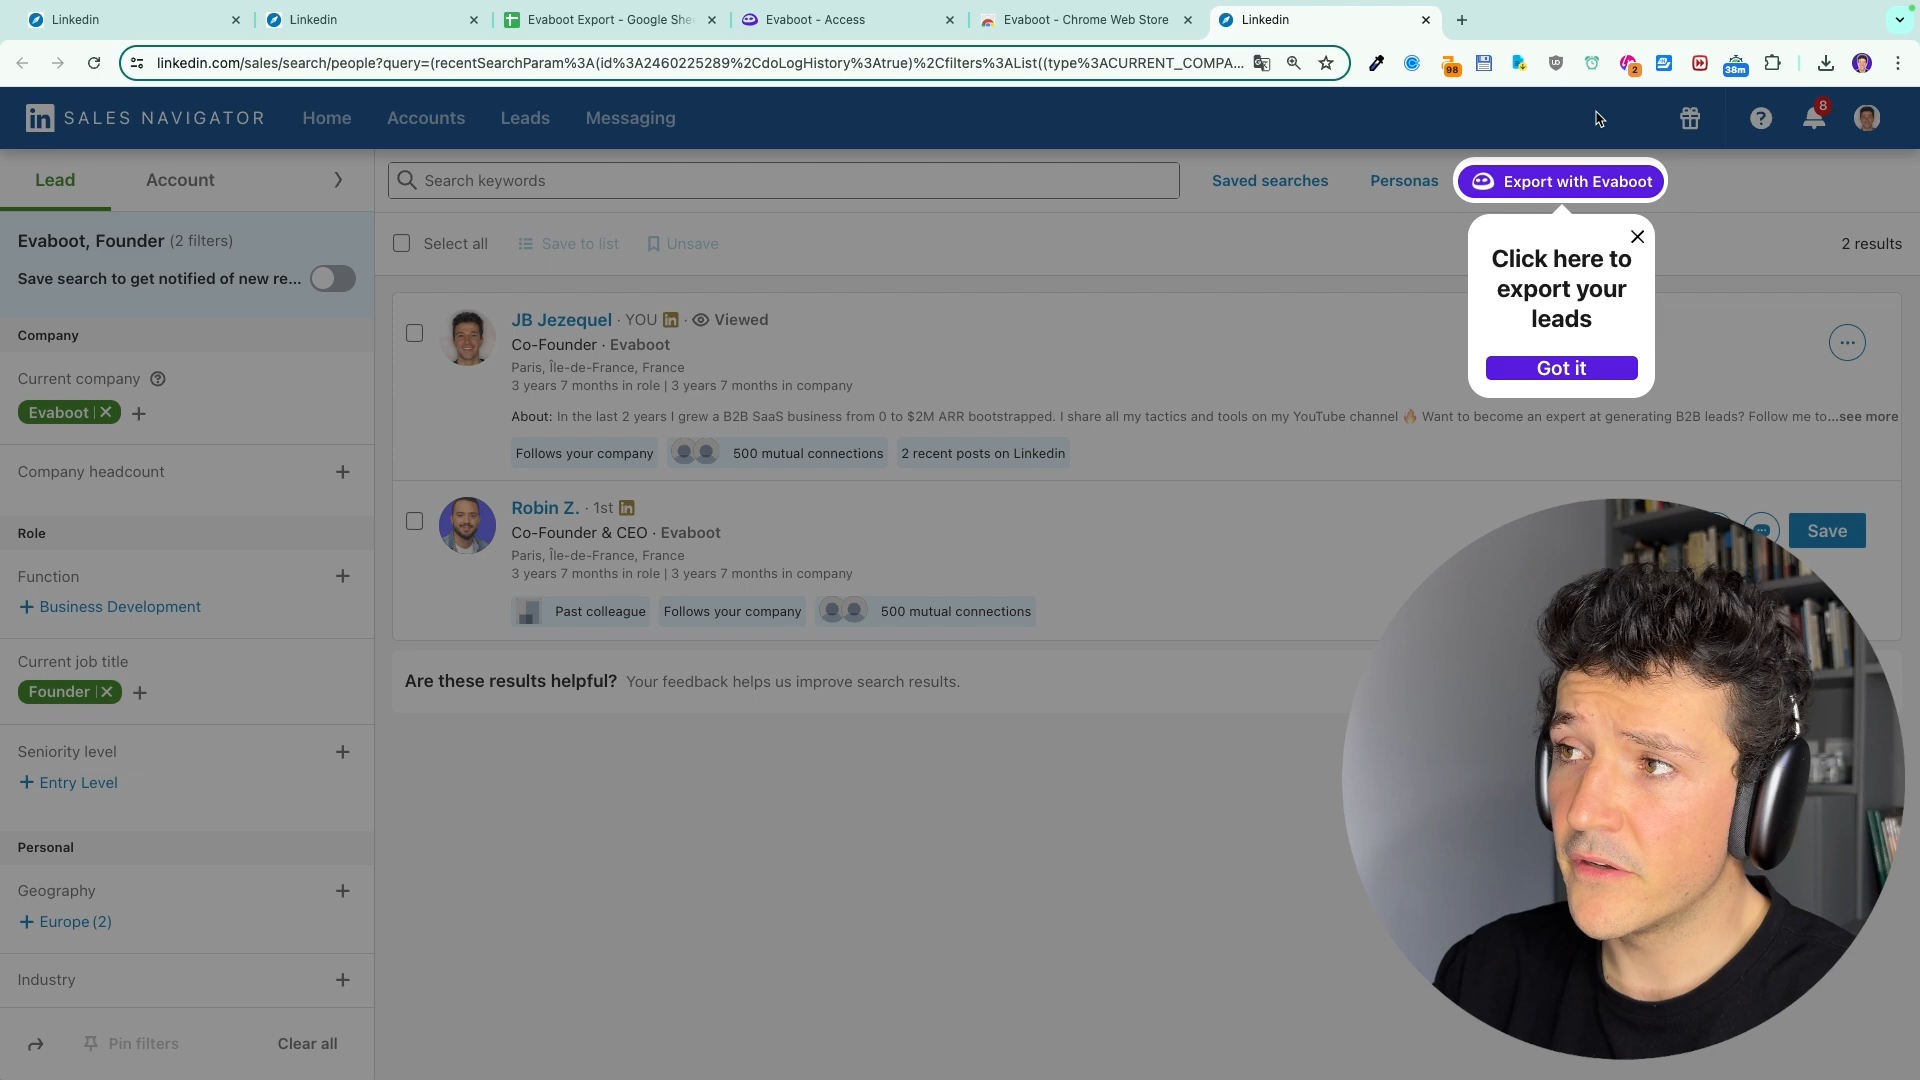 Linkedin
Linkedin
Evaboot Export - Google She
Evaboot - Access
Evaboot - Chrome Web Store
Linkedin
linkedin.com/sales/search/people?query=(recentSearchParam%3A(id%3A2460225289%2CdoLogHistory%3Atrue)%2Cfilters%3AList((type%3ACURRENT_COMPA...
98
2
38m
in SALES NAVIGATOR
Home
Accounts
Leads
Messaging
8
Lead
Account
Search keywords
Saved searches
Personas
Export with Evaboot
Evaboot, Founder (2 filters)
Save search to get notified of new re...
Select all
Save to list
Unsave
2 results
Click here to
export your
leads
Got it
Company
Current company
Evaboot
Company headcount
Role
Function
Business Development
Current job title
Founder
Seniority level
Entry Level
Personal
Geography
Europe (2)
Industry
Pin filters
Clear all
JB Jezequel · YOU in · Viewed
Co-Founder · Evaboot
Paris, Île-de-France, France
3 years 7 months in role | 3 years 7 months in company
About: In the last 2 years I grew a B2B SaaS business from 0 to $2M ARR bootstrapped. I share all my tactics and tools on my YouTube channel 🔥 Want to become an expert at generating B2B leads? Follow me to...see more
Follows your company
500 mutual connections
2 recent posts on Linkedin
Robin Z. · 1st in
Co-Founder & CEO · Evaboot
Paris, Île-de-France, France
3 years 7 months in role | 3 years 7 months in company
Past colleague
Follows your company
500 mutual connections
Save
Are these results helpful? Your feedback helps us improve search results.